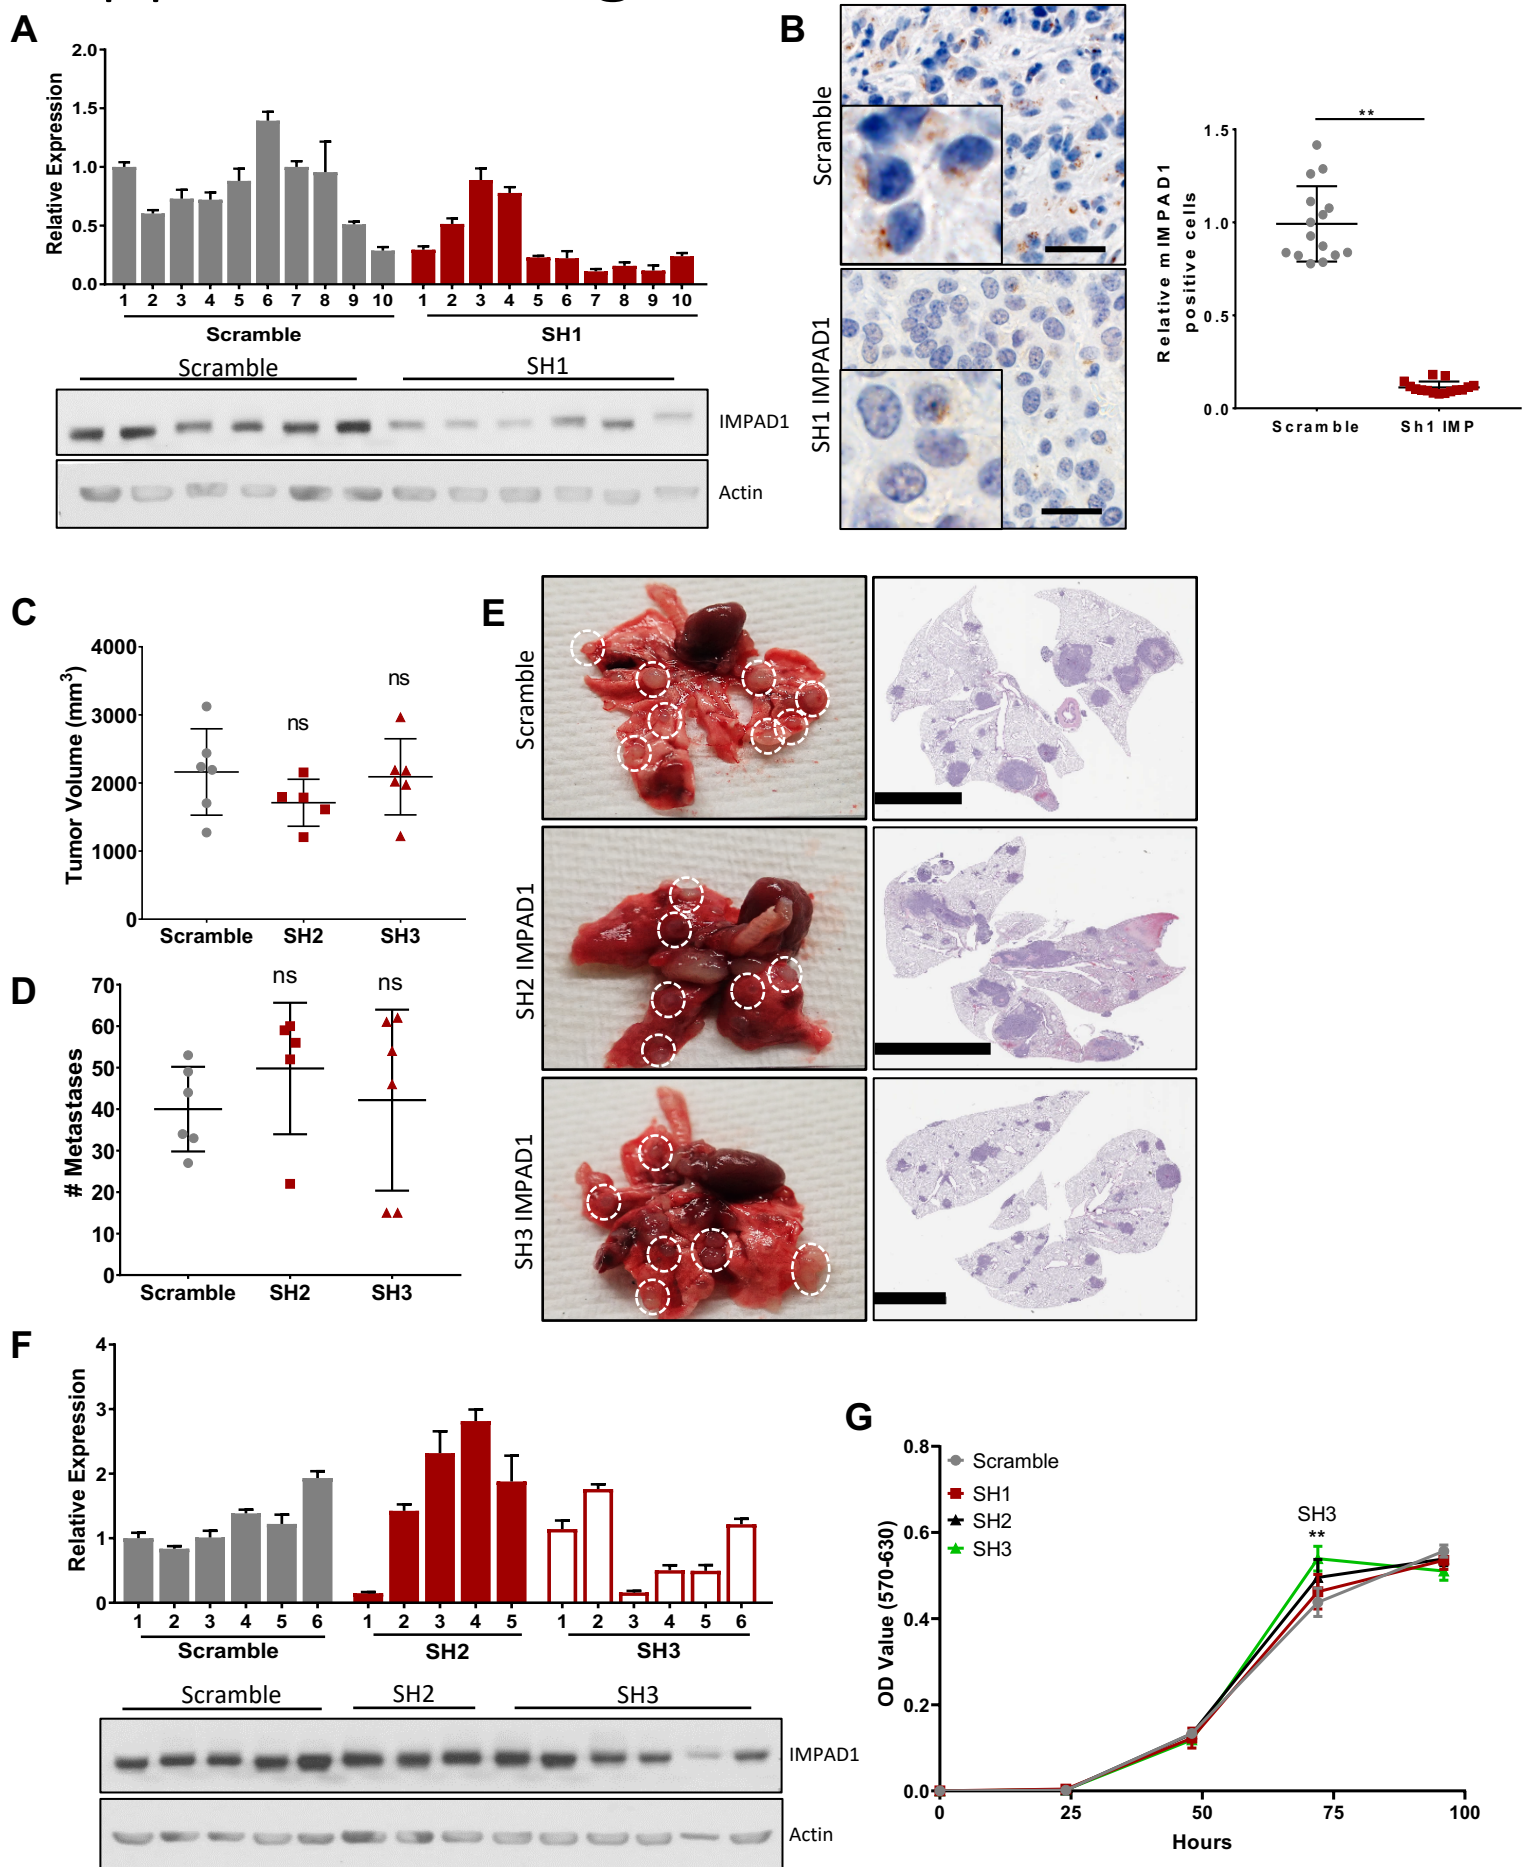 A
2.0
1.5
1.0
0.5
0.0
Relative Expression
1 2 3 4 5 6 7 8 9 10 1 2 3 4 5 6 7 8 9 10
Scramble SH1
Scramble SH1
IMPAD1
Actin
B
Scramble
SH1 IMPAD1
**
1.5
1.0
0.5
0.0
Relative IMPAD1
positive cells
Scramble Sh1 IMP
C
4000
3000
2000
1000
0
Tumor Volume (mm³)
ns
ns
Scramble SH2 SH3
D
70
60
50
40
30
20
10
0
# Metastases
ns ns
Scramble SH2 SH3
E
Scramble
SH2 IMPAD1
SH3 IMPAD1
F
4
3
2
1
0
Relative Expression
1 2 3 4 5 6 1 2 3 4 5 1 2 3 4 5 6
Scramble SH2 SH3
Scramble SH2 SH3
IMPAD1
Actin
G
0.8
0.6
0.4
0.2
0.0
OD Value (570-630)
Scramble
SH1
SH2
SH3
SH3
**
0 25 50 75 100
Hours